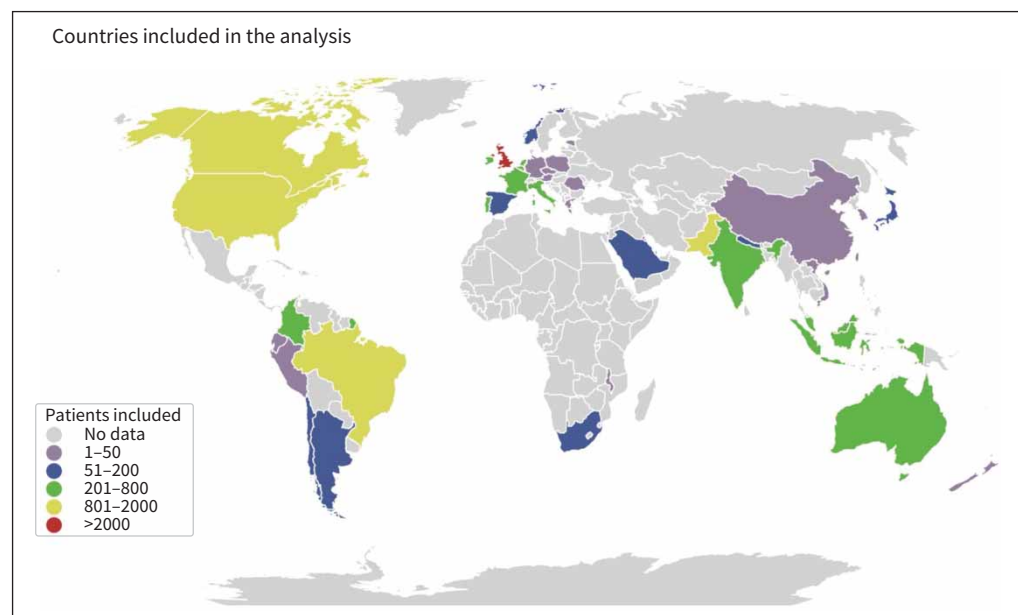 Countries included in the analysis
Patients included
No data
1–50
51–200
201–800
801–2000
>2000